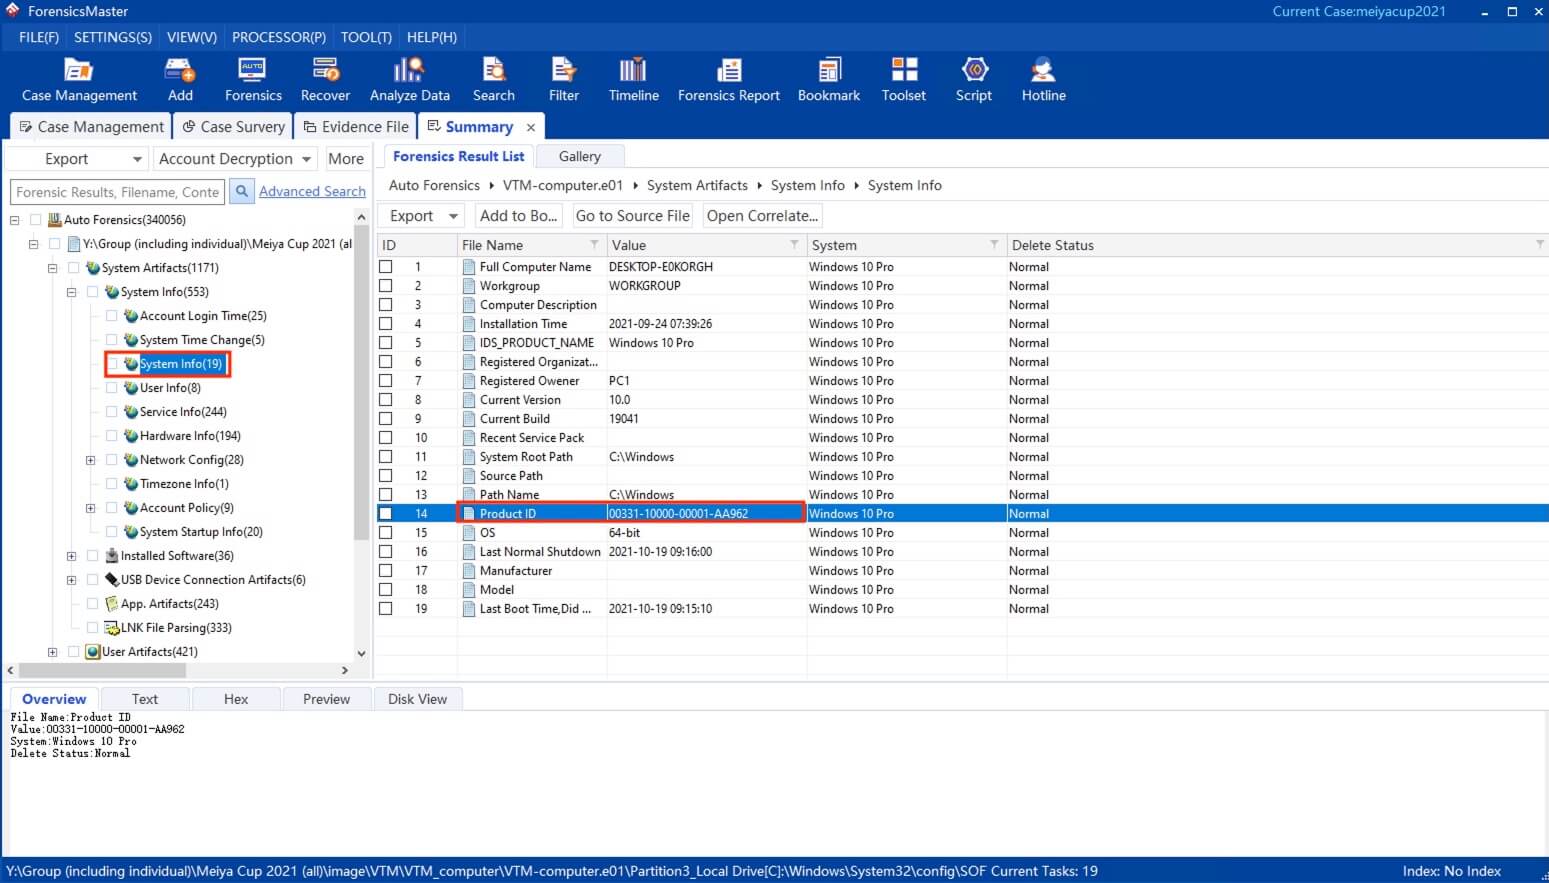 ForensicsMaster
Current Case:meiyacup2021
FILE(F) SETTINGS(S) VIEW(V) PROCESSOR(P) TOOL(T) HELP(H)
AUTO
Case Management Add Forensics Recover Analyze Data Search Filter Timeline Forensics Report Bookmark Toolset Script Hotline
Case Management Case Survery Evidence File Summary ×
Export Account Decryption More
Forensic Results, Filename, Conte Advanced Search
Auto Forensics(340056)
Y:\Group (including individual)\Meiya Cup 2021 (al
System Artifacts(1171)
System Info(553)
Account Login Time(25)
System Time Change(5)
System Info(19)
User Info(8)
Service Info(244)
Hardware Info(194)
Network Config(28)
Timezone Info(1)
Account Policy(9)
System Startup Info(20)
Installed Software(36)
USB Device Connection Artifacts(6)
App. Artifacts(243)
LNK File Parsing(333)
User Artifacts(421)
Forensics Result List Gallery
Auto Forensics VTM-computer.e01 System Artifacts System Info System Info
Export Add to Bo... Go to Source File Open Correlate...
ID File Name Value System Delete Status
1 Full Computer Name DESKTOP-E0KORGH Windows 10 Pro Normal
2 Workgroup WORKGROUP Windows 10 Pro Normal
3 Computer Description Windows 10 Pro Normal
4 Installation Time 2021-09-24 07:39:26 Windows 10 Pro Normal
5 IDS_PRODUCT_NAME Windows 10 Pro Windows 10 Pro Normal
6 Registered Organizat... Windows 10 Pro Normal
7 Registered Owener PC1 Windows 10 Pro Normal
8 Current Version 10.0 Windows 10 Pro Normal
9 Current Build 19041 Windows 10 Pro Normal
10 Recent Service Pack Windows 10 Pro Normal
11 System Root Path C:\Windows Windows 10 Pro Normal
12 Source Path Windows 10 Pro Normal
13 Path Name C:\Windows Windows 10 Pro Normal
14 Product ID 00331-10000-00001-AA962 Windows 10 Pro Normal
15 OS 64-bit Windows 10 Pro Normal
16 Last Normal Shutdown 2021-10-19 09:16:00 Windows 10 Pro Normal
17 Manufacturer Windows 10 Pro Normal
18 Model Windows 10 Pro Normal
19 Last Boot Time,Did ... 2021-10-19 09:15:10 Windows 10 Pro Normal
Overview Text Hex Preview Disk View
File Name:Product ID
Value:00331-10000-00001-AA962
System:Windows 10 Pro
Delete Status:Normal
Y:\Group (including individual)\Meiya Cup 2021 (all)\image\VTM\VTM_computer\VTM-computer.e01\Partition3_Local Drive[C]:\Windows\System32\config\SOF Current Tasks: 19
Index: No Index